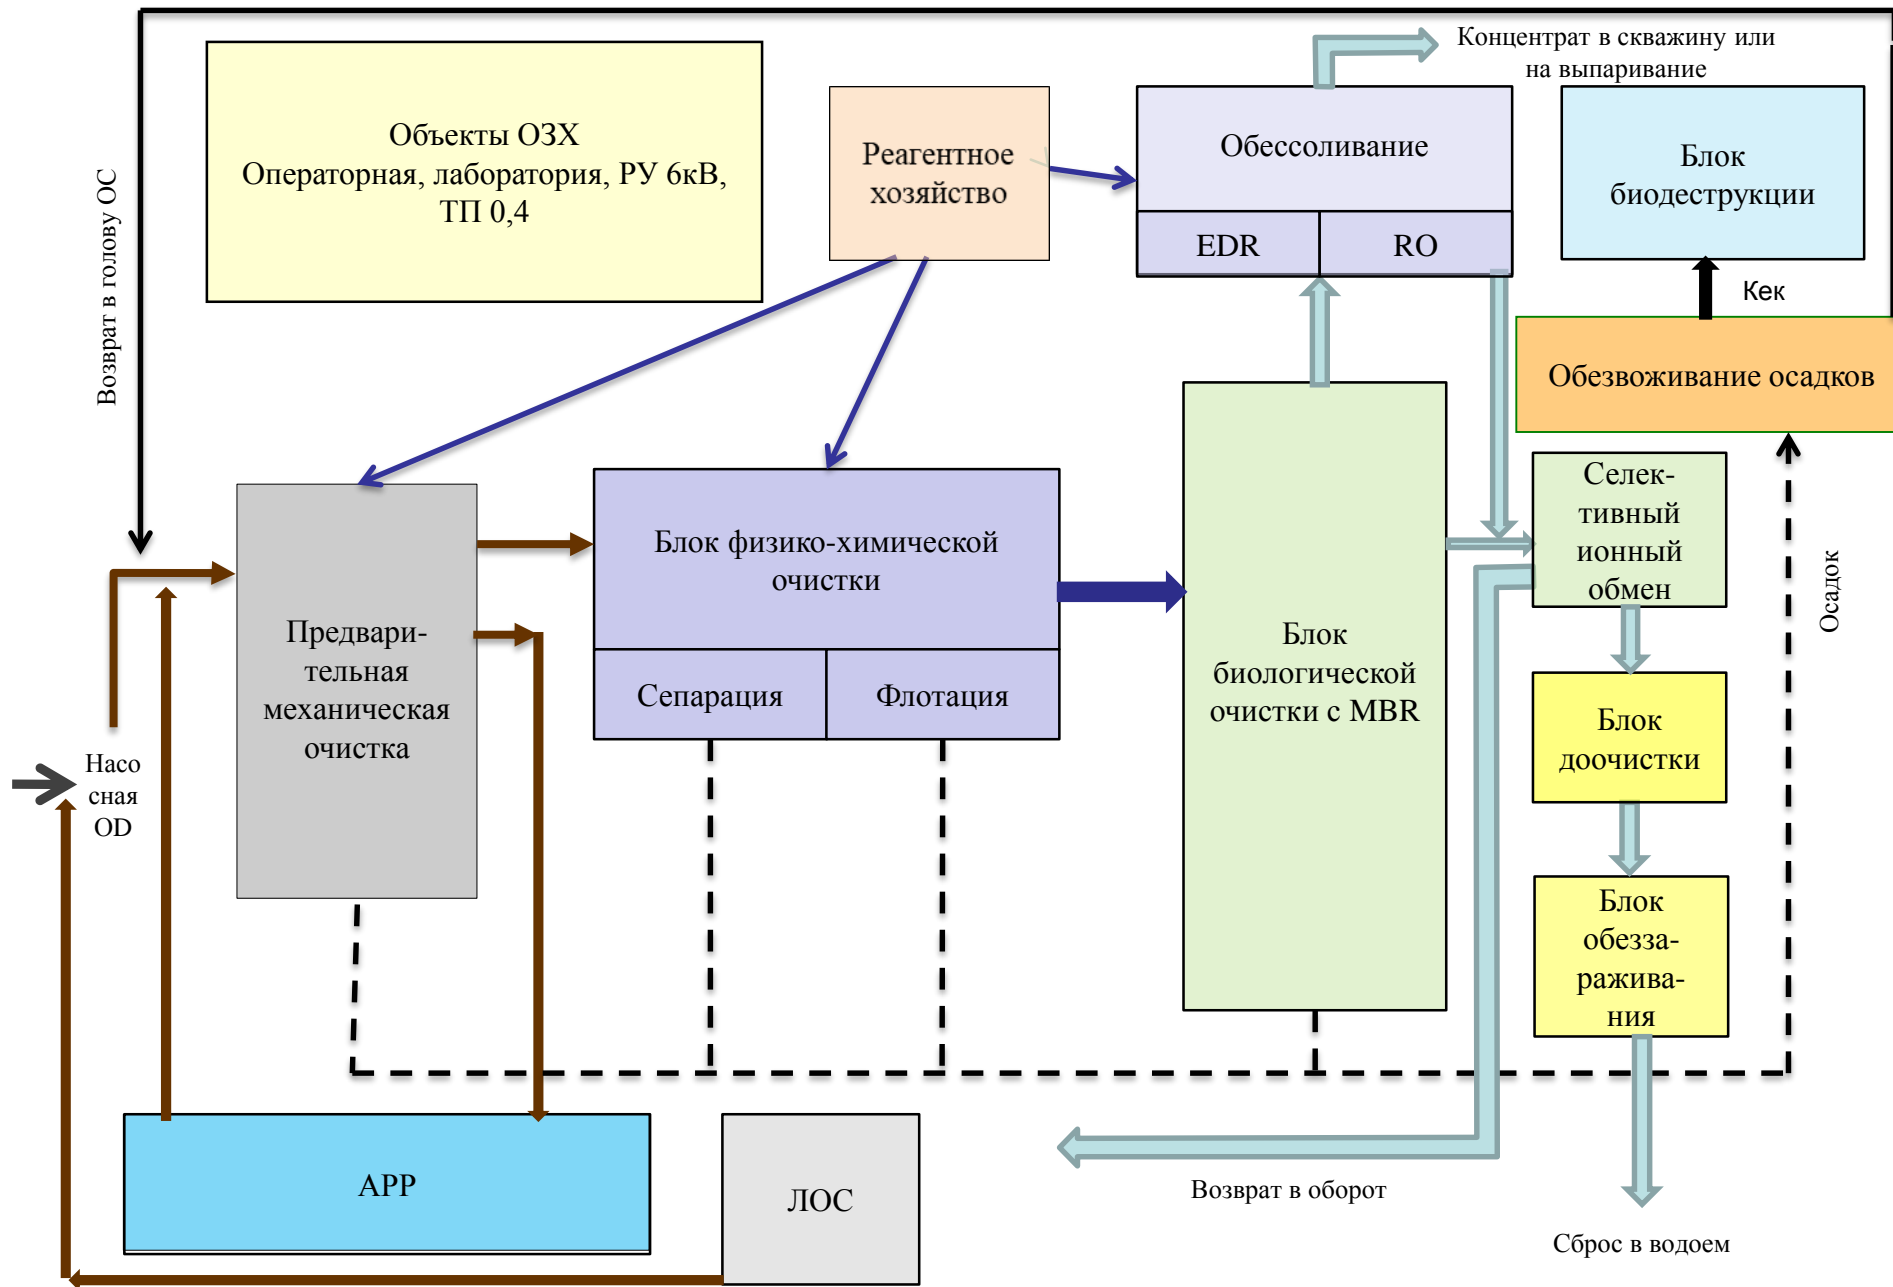 Концентрат в скважину или
на выпаривание
Объекты ОЗХ
Операторная, лаборатория, РУ 6кВ,
ТП 0,4
Реагентное
хозяйство
Обессоливание
EDR
RO
Блок
биодеструкции
Возврат в голову ОС
Кек
Обезвоживание осадков
Предвари-
тельная
механическая
очистка
Блок физико-химической
очистки
Сепарация
Флотация
Блок
биологической
очистки с MBR
Селек-
тивный
ионный
обмен
Осадок
Блок
доочистки
Насо
сная
OD
Блок
обезза-
ражива-
ния
АРР
ЛОС
Возврат в оборот
Сброс в водоем